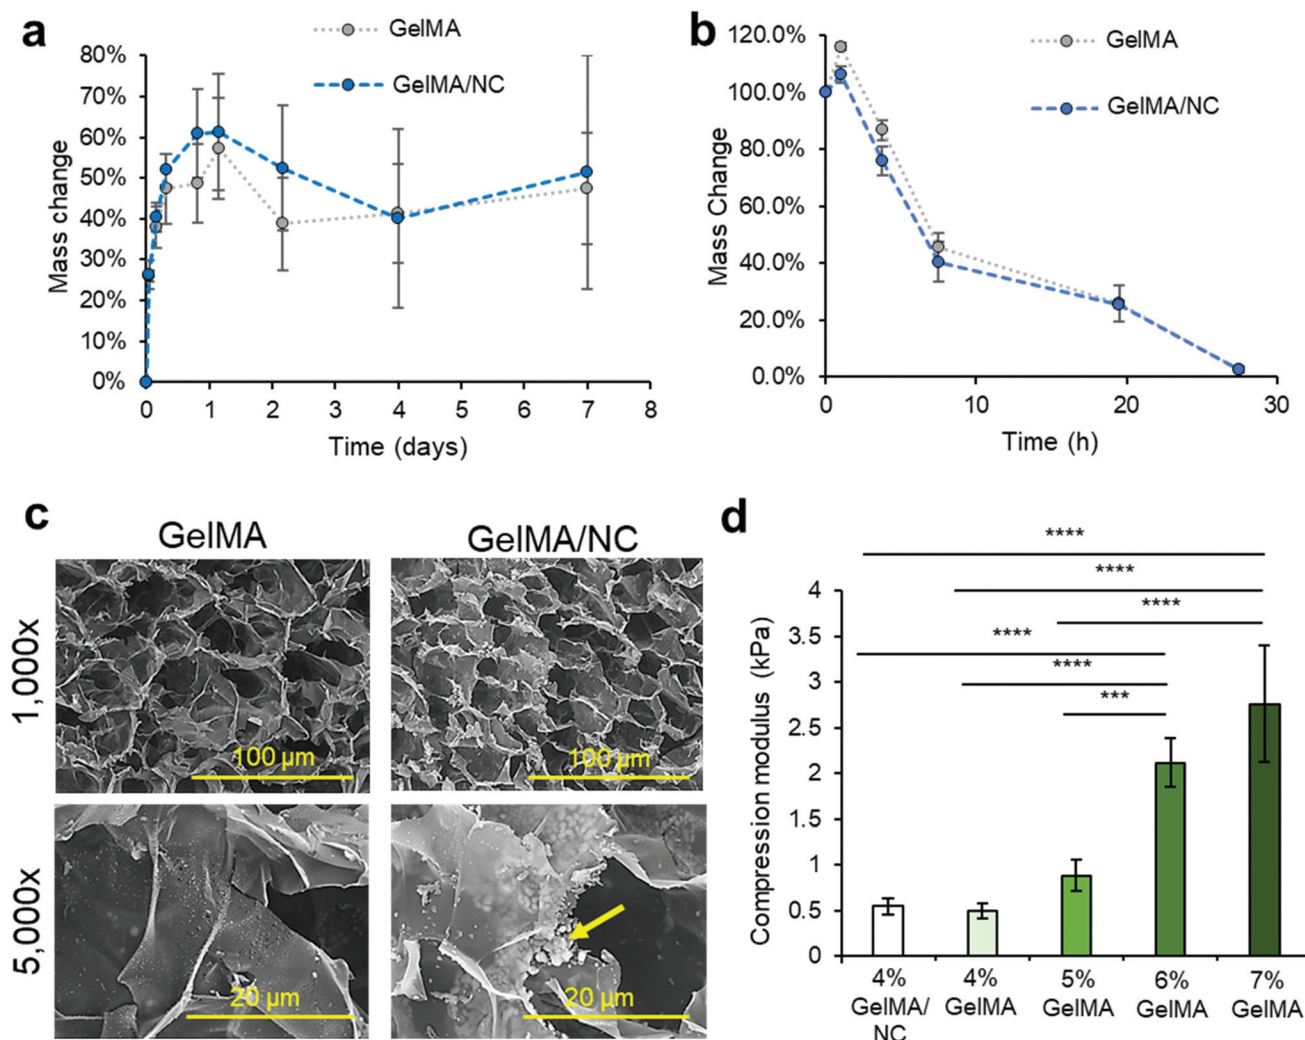 a
GelMA
GelMA/NC
80%
70%
60%
50%
40%
30%
20%
10%
0%
Mass change
0 1 2 3 4 5 6 7 8
Time (days)
b
GelMA
GelMA/NC
120.0%
100.0%
80.0%
60.0%
40.0%
20.0%
0.0%
Mass Change
0 10 20 30
Time (h)
c
GelMA GelMA/NC
1,000x
100 µm 100 µm
5,000x
20 µm 20 µm
d
****
****
****
****
****
***
4
3.5
3
2.5
2
1.5
1
0.5
0
Compression modulus (kPa)
4% 4% 5% 6% 7%
GelMA/ GelMA GelMA GelMA GelMA
NC